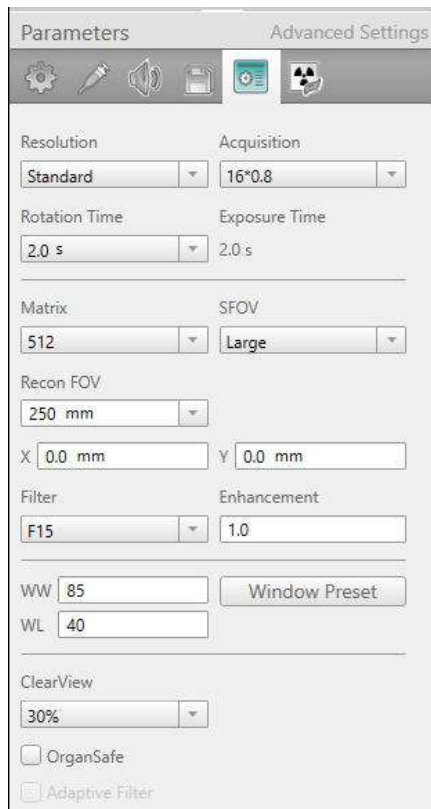 Parameters Advanced Settings
Resolution Acquisition
Standard 16*0.8
Rotation Time Exposure Time
2.0 s 2.0 s
Matrix SFOV
512 Large
Recon FOV
250 mm
X 0.0 mm Y 0.0 mm
Filter Enhancement
F15 1.0
WW 85 Window Preset
WL 40
ClearView
30%
OrganSafe
Adaptive Filter